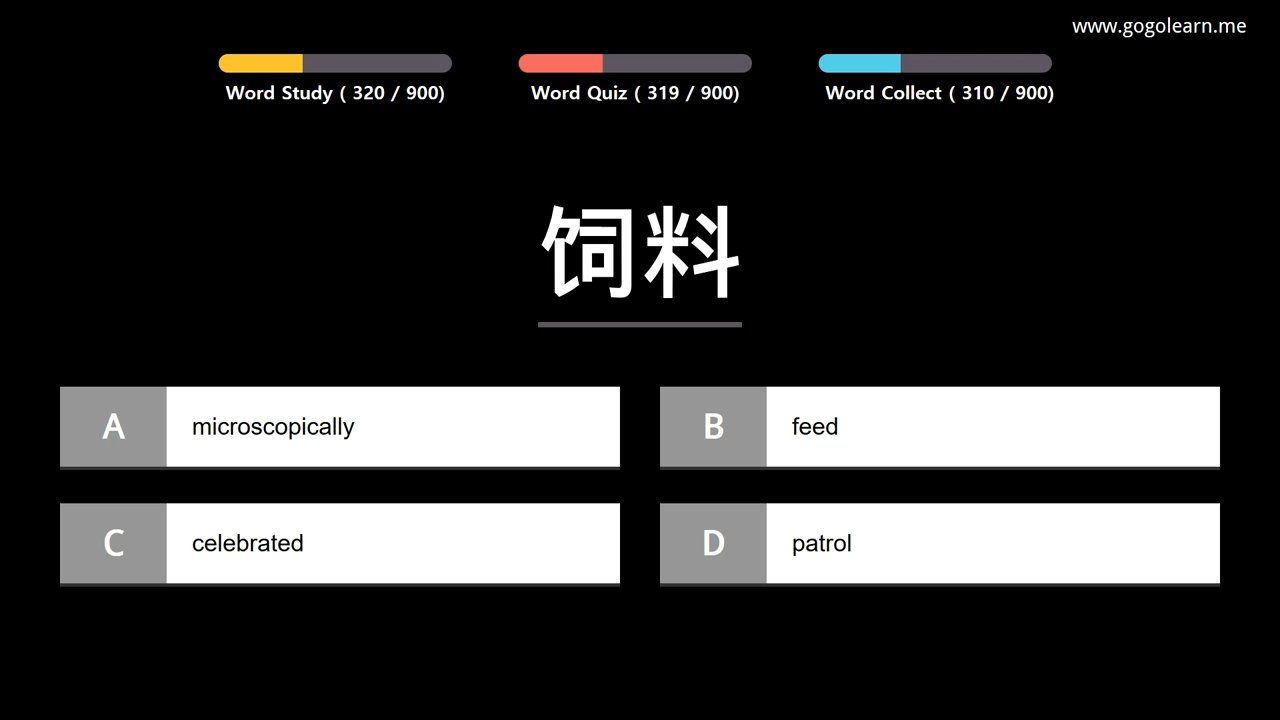 www.gogolearn.me
Word Study ( 320 / 900)
Word Quiz ( 319 / 900)
Word Collect ( 310 / 900)
饲料
A microscopically
B feed
C celebrated
D patrol